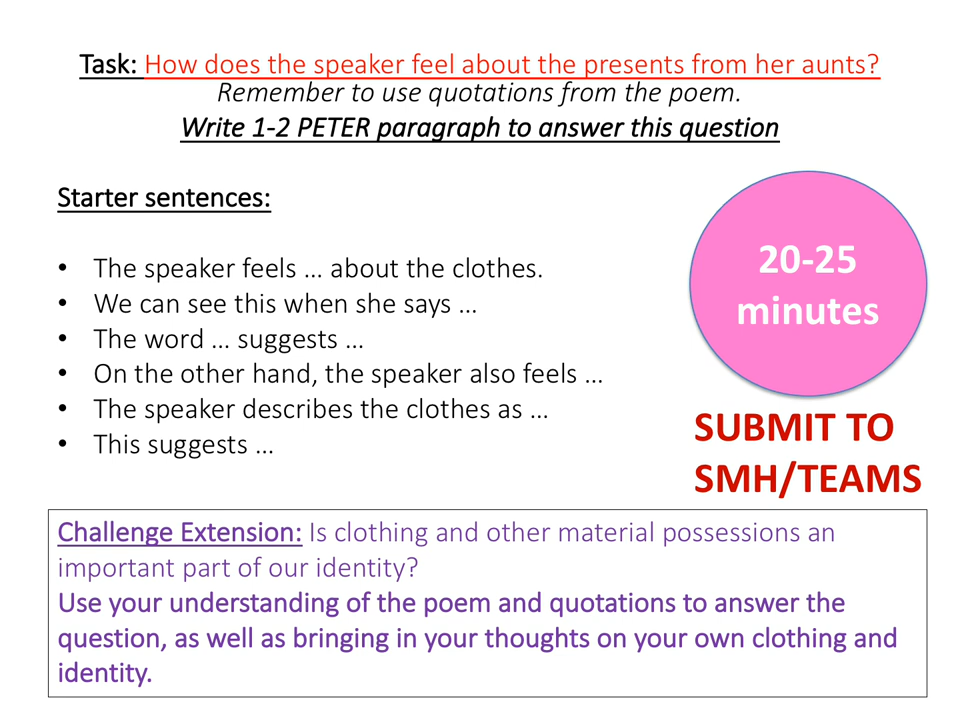 Task: How does the speaker feel about the presents from her aunts?
Remember to use quotations from the poem.
Write 1-2 PETER paragraph to answer this question
Starter sentences:
• The speaker feels … about the clothes.
• We can see this when she says …
• The word … suggests …
• On the other hand, the speaker also feels …
• The speaker describes the clothes as …
• This suggests …
20-25
minutes
SUBMIT TO
SMH/TEAMS
Challenge Extension: Is clothing and other material possessions an
important part of our identity?
Use your understanding of the poem and quotations to answer the
question, as well as bringing in your thoughts on your own clothing and
identity.